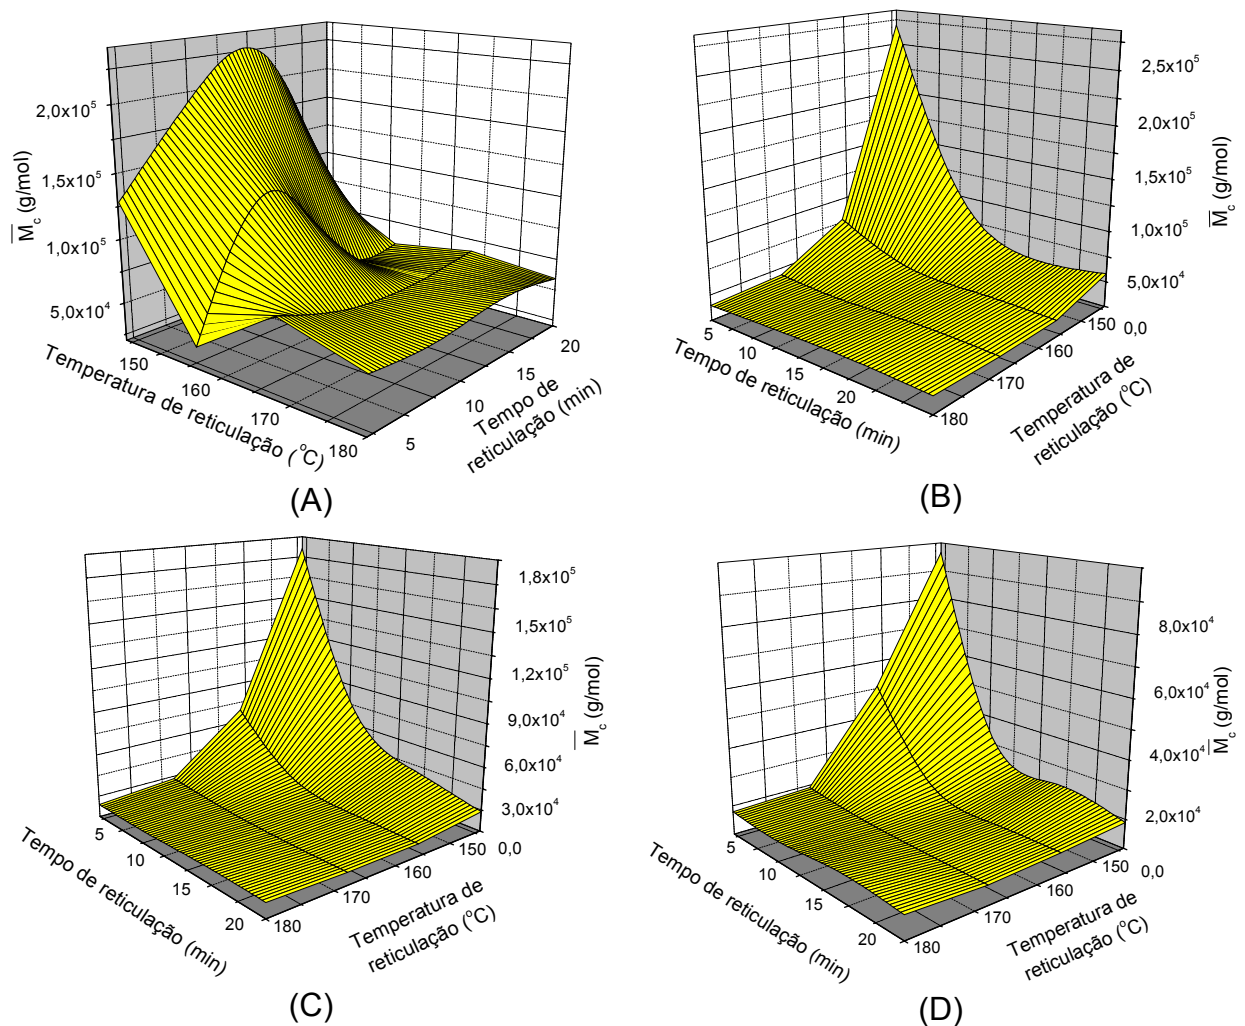 2,0x10⁵
1,5x10⁵
1,0x10⁵
5,0x10⁴
M̅c (g/mol)
150
160
170
180
Temperatura de reticulação (°C)
5
10
15
20
Tempo de
reticulação (min)
(A)
2,5x10⁵
2,0x10⁵
1,5x10⁵
1,0x10⁵
5,0x10⁴
0,0
M̅c (g/mol)
5
10
15
20
Tempo de reticulação (min)
150
160
170
180
Temperatura de
reticulação (°C)
(B)
1,8x10⁵
1,5x10⁵
1,2x10⁵
9,0x10⁴
6,0x10⁴
3,0x10⁴
0,0
M̅c (g/mol)
5
10
15
20
Tempo de reticulação (min)
150
160
170
180
Temperatura de
reticulação (°C)
(C)
8,0x10⁴
6,0x10⁴
4,0x10⁴
2,0x10⁴
0,0
M̅c (g/mol)
5
10
15
20
Tempo de reticulação (min)
150
160
170
180
Temperatura de
reticulação (°C)
(D)